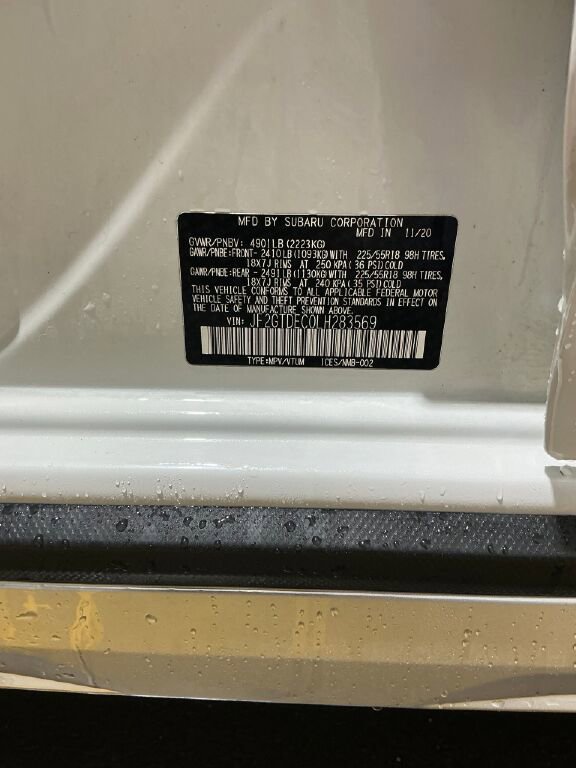 MFD BY SUBARU CORPORATION
MFD IN 11/20
GVWR/PNBV: 4901LB(2223KG)
GAWR/PNBE:FRONT- 2410LB(1093KG)WITH 225/55R18 98H TIRES,
18X7J RIMS AT 250 KPA(36 PSI)COLD
GAWR/PNDE:REAR - 2491LB(1130KG)WITH 225/55R18 98H TIRES,
18X7J RIMS AT 240 KPA(35 PSI)COLD
THIS VEHICLE CONFORMS TO ALL APPLICABLE FEDERAL MOTOR
VEHICLE SAFETY AND THEFT PREVENTION STANDARDS IN EFFECT ON
THE DATE OF MANUFACTURE SHOWN ABOVE.
VIN: JF2GTDEC0LH283569
TYPE:MPV/VTUM ICES/NMB-002